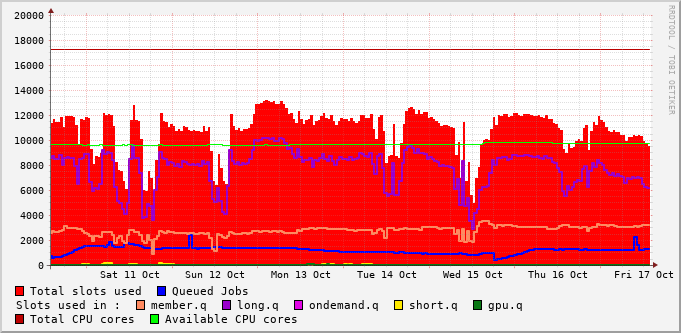 RRDTOOL / TOBI OETIKER
20000
18000
16000
14000
12000
10000
8000
6000
4000
2000
0
Sat 11 Oct Sun 12 Oct Mon 13 Oct Tue 14 Oct Wed 15 Oct Thu 16 Oct Fri 17 Oct
Total slots used Queued Jobs
Slots used in : member.q long.q ondemand.q short.q gpu.q
Total CPU cores Available CPU cores